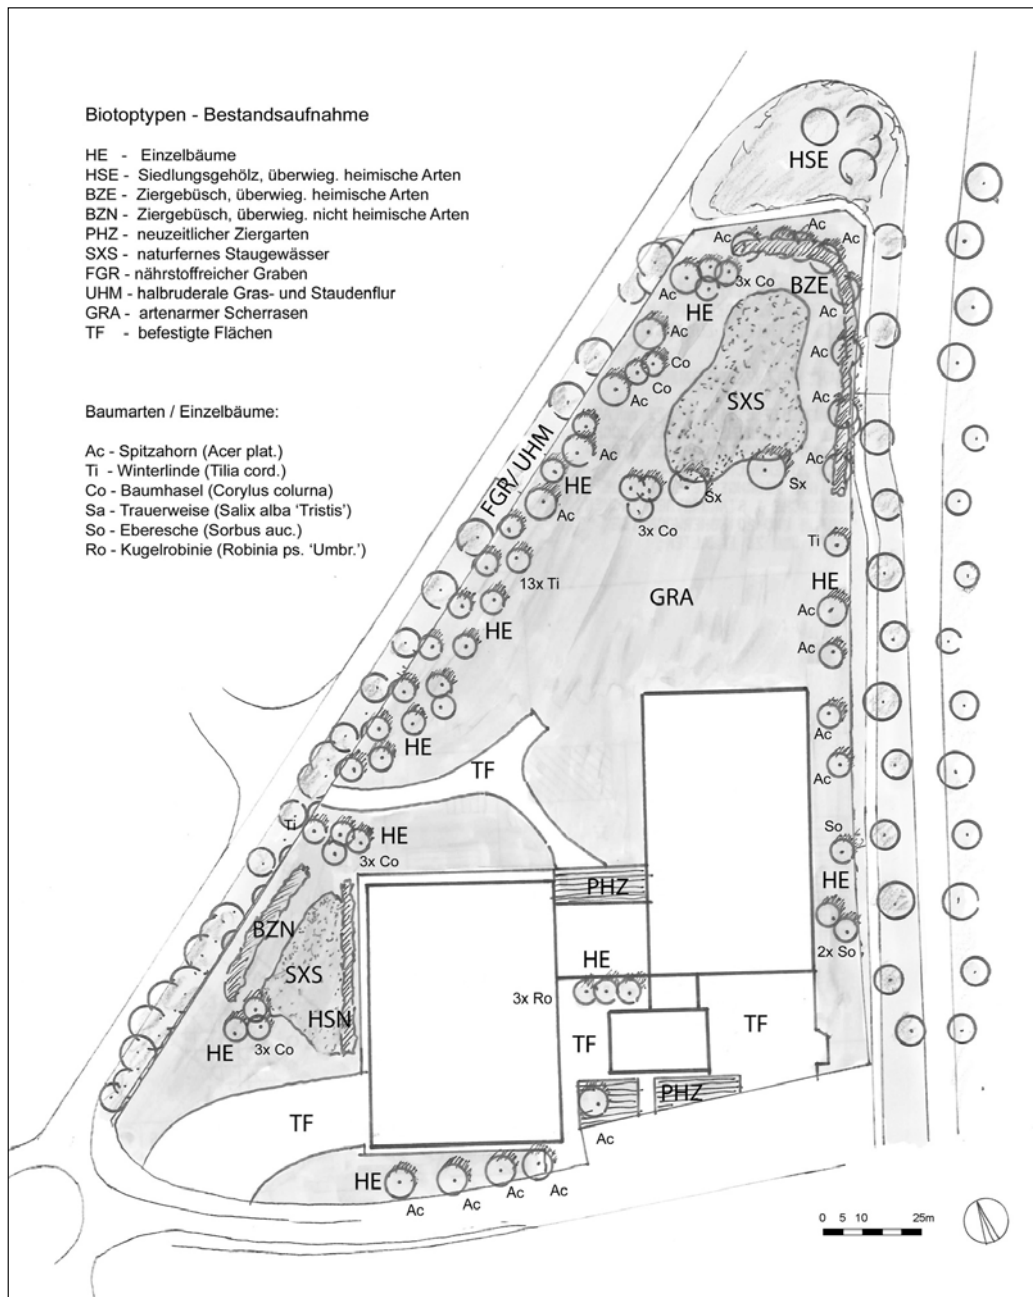 Biotoptypen - Bestandsaufnahme
HE - Einzelbäume
HSE - Siedlungsgehölz, überwieg. heimische Arten
BZE - Ziergebüsch, überwieg. heimische Arten
BZN - Ziergebüsch, überwieg. nicht heimische Arten
PHZ - neuzeitlicher Ziergarten
SXS - naturfernes Staugewässer
FGR - nährstoffreicher Graben
UHM - halbruderale Gras- und Staudenflur
GRA - artenarmer Scherrasen
TF - befestigte Flächen
Baumarten / Einzelbäume:
Ac - Spitzahorn (Acer plat.)
Ti - Winterlinde (Tilia cord.)
Co - Baumhasel (Corylus colurna)
Sa - Trauerweise (Salix alba 'Tristis')
So - Eberesche (Sorbus auc.)
Ro - Kugelrobinie (Robinia ps. 'Umbr.')
HSE
Ac
Ac
Ac
Ac
3x Co
BZE
HE
Ac
Ac
Ac
Co
Co
Ac
Ac
SXS
FGR/ UHM
Ac
HE
Ac
Ac
Sx
Sx
3x Co
Ti
13x Ti
HE
GRA
Ac
HE
Ac
Ac
HE
TF
Ac
Ti
HE
3x Co
So
PHZ
HE
BZN
2x So
SXS
HE
3x Ro
HSN
HE
3x Co
TF
TF
TF
PHZ
Ac
HE
Ac
Ac
Ac
Ac
0 5 10 25m